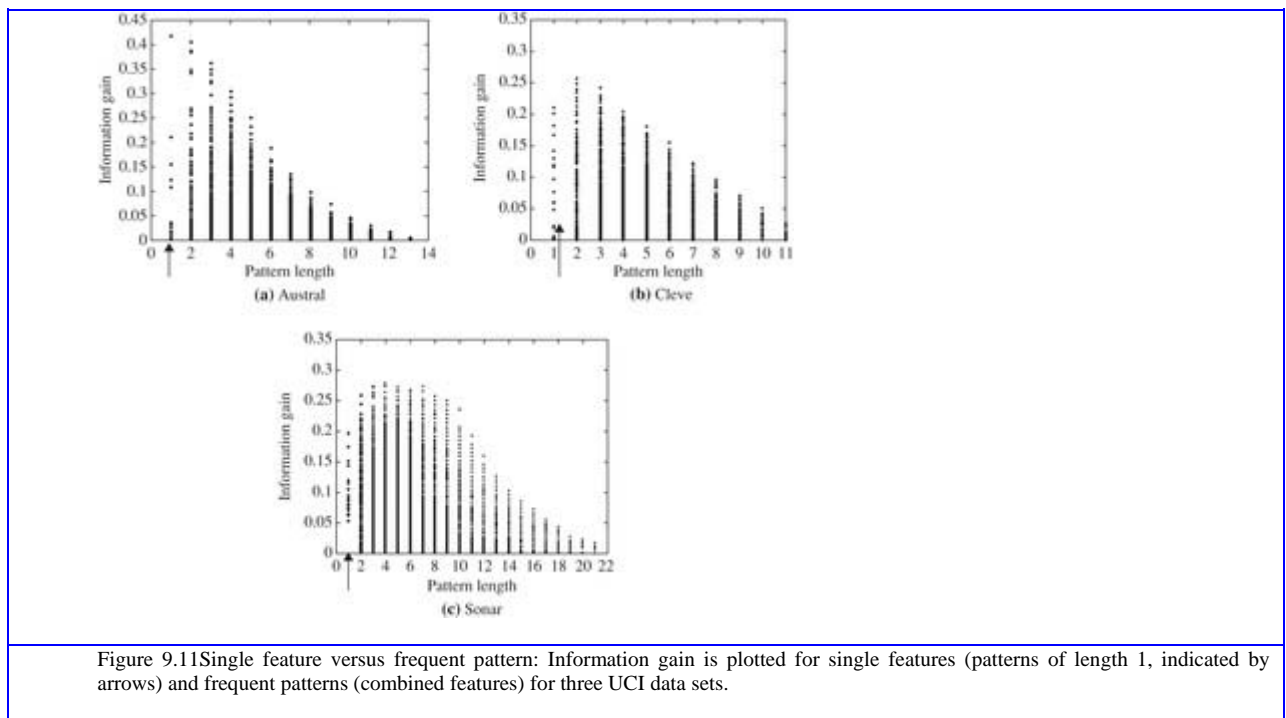 0.45
0.4
0.35
0.3
0.25
0.2
0.15
0.1
0.05
0
Information gain
0 2 4 6 8 10 12 14
Pattern length
(a) Austral
0.35
0.3
0.25
0.2
0.15
0.1
0.05
0
Information gain
0 1 2 3 4 5 6 7 8 9 10 11
Pattern length
(b) Cleve
0.35
0.3
0.25
0.2
0.15
0.1
0.05
0
Information gain
0 2 4 6 8 10 12 14 16 18 20 22
Pattern length
(c) Sonar
Figure 9.11Single feature versus frequent pattern: Information gain is plotted for single features (patterns of length 1, indicated by
arrows) and frequent patterns (combined features) for three UCI data sets.